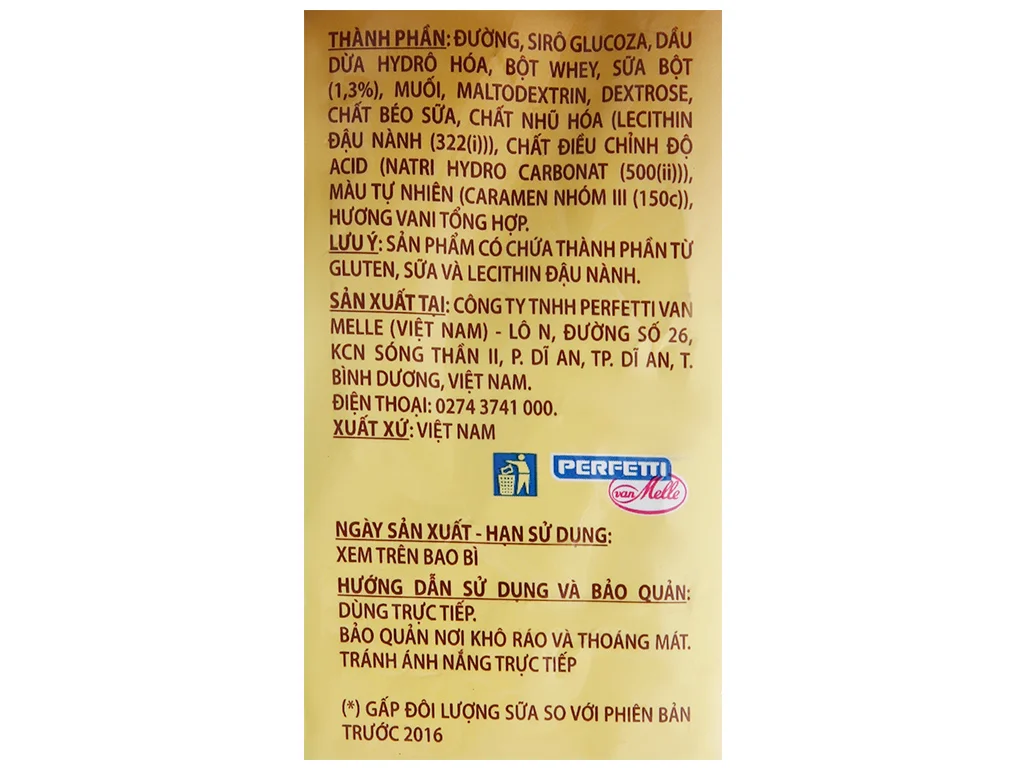 THÀNH PHẦN: ĐƯỜNG, SIRÔ GLUCOZA, DẦU
DỪA HYDRÔ HÓA, BỘT WHEY, SỮA BỘT
(1,3%), MUỐI, MALTODEXTRIN, DEXTROSE,
CHẤT BÉO SỮA, CHẤT NHŨ HÓA (LECITHIN
ĐẬU NÀNH (322(i))), CHẤT ĐIỀU CHỈNH ĐỘ
ACID (NATRI HYDRO CARBONAT (500(ii))),
MÀU TỰ NHIÊN (CARAMEN NHÓM III (150c)),
HƯƠNG VANI TỔNG HỢP.
LƯU Ý: SẢN PHẨM CÓ CHỨA THÀNH PHẦN TỪ
GLUTEN, SỮA VÀ LECITHIN ĐẬU NÀNH.
SẢN XUẤT TẠI: CÔNG TY TNHH PERFETTI VAN
MELLE (VIỆT NAM) - LÔ N, ĐƯỜNG SỐ 26,
KCN SÓNG THẦN II, P. DĨ AN, TP. DĨ AN, T.
BÌNH DƯƠNG, VIỆT NAM.
ĐIỆN THOẠI: 0274 3741 000.
XUẤT XỨ: VIỆT NAM
PERFETTI
van Melle
NGÀY SẢN XUẤT - HẠN SỬ DỤNG:
XEM TRÊN BAO BÌ
HƯỚNG DẪN SỬ DỤNG VÀ BẢO QUẢN:
DÙNG TRỰC TIẾP.
BẢO QUẢN NƠI KHÔ RÁO VÀ THOÁNG MÁT.
TRÁNH ÁNH NẮNG TRỰC TIẾP
(*) GẤP ĐÔI LƯỢNG SỮA SO VỚI PHIÊN BẢN
TRƯỚC 2016